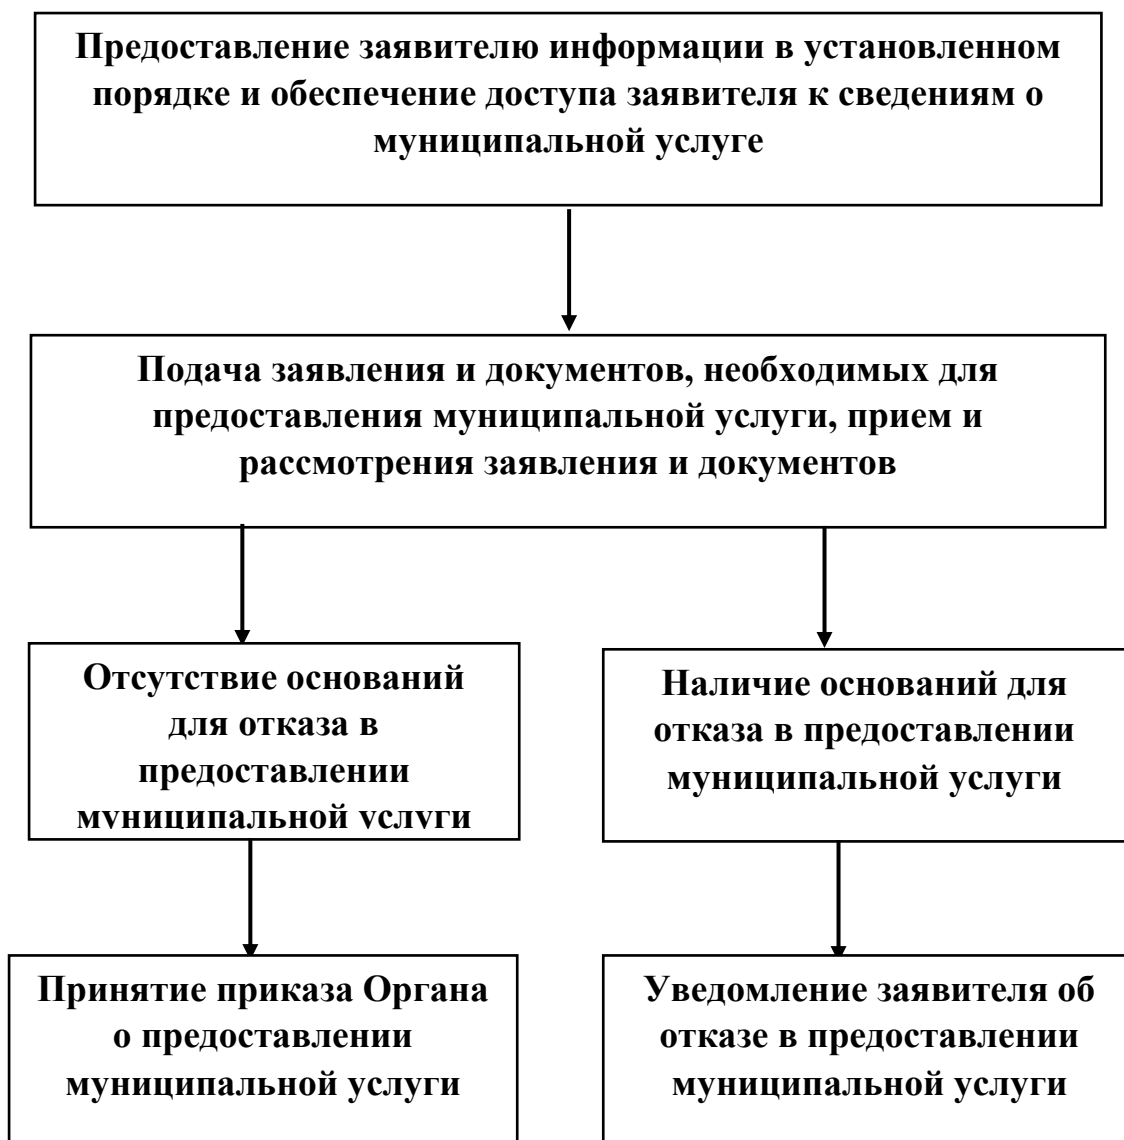 Предоставление заявителю информации в установленном
порядке и обеспечение доступа заявителя к сведениям о
муниципальной услуге
Подача заявления и документов, необходимых для
предоставления муниципальной услуги, прием и
рассмотрения заявления и документов
Отсутствие оснований
для отказа в
предоставлении
муниципальной услуги
Наличие оснований для
отказа в предоставлении
муниципальной услуги
Принятие приказа Органа
о предоставлении
муниципальной услуги
Уведомление заявителя об
отказе в предоставлении
муниципальной услуги